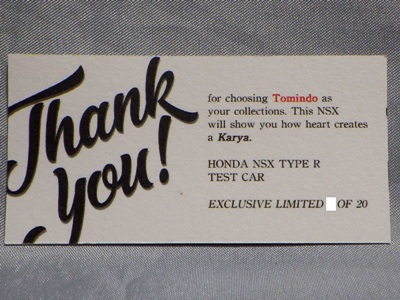 Thank
you!
for choosing Tomindo as
your collections. This NSX
will show you how heart creates
a Karya.
HONDA NSX TYPE R
TEST CAR
EXCLUSIVE LIMITED OF 20